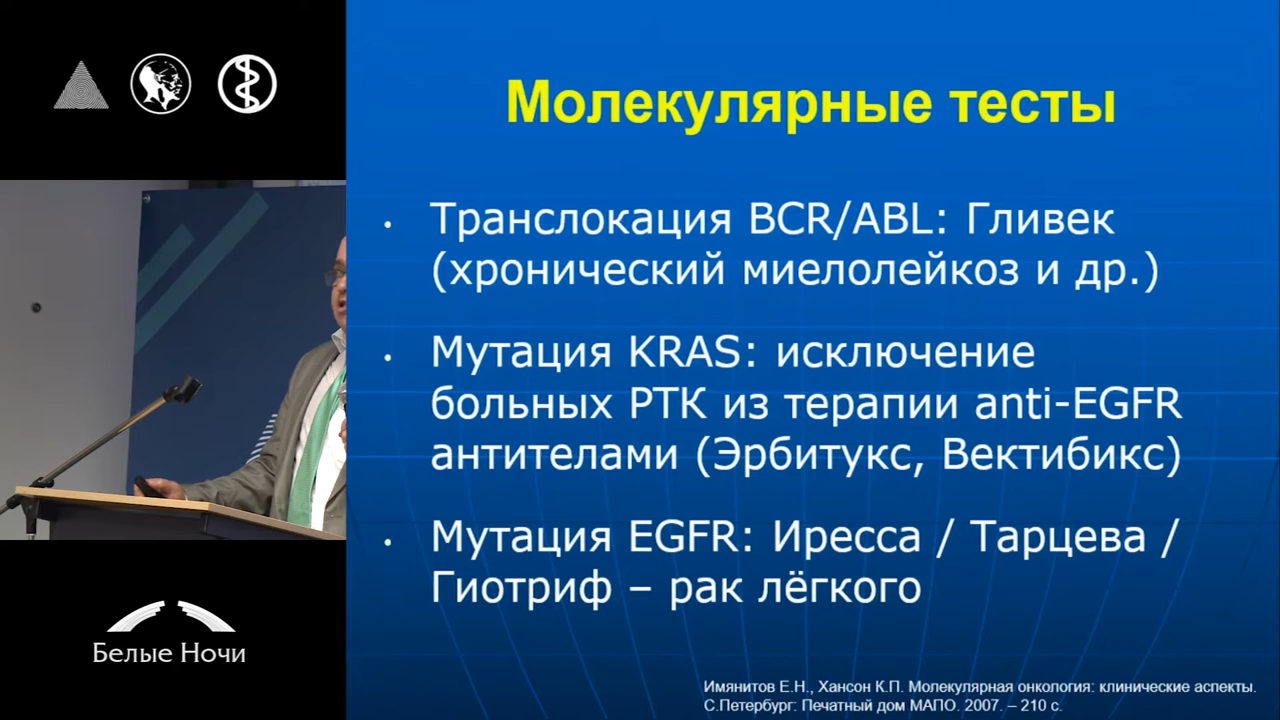 Молекулярные тесты
• Транслокация BCR/ABL: Гливек
(хронический миелолейкоз и др.)
• Мутация KRAS: исключение
больных РТК из терапии anti-EGFR
антителами (Эрбитукс, Вектибикс)
• Мутация EGFR: Иресса / Тарцева /
Гиотриф – рак лёгкого
Имянитов Е.Н., Хансон К.П. Молекулярная онкология: клинические аспекты.
С.Петербург: Печатный дом МАПО. 2007. – 210 с.
Белые Ночи